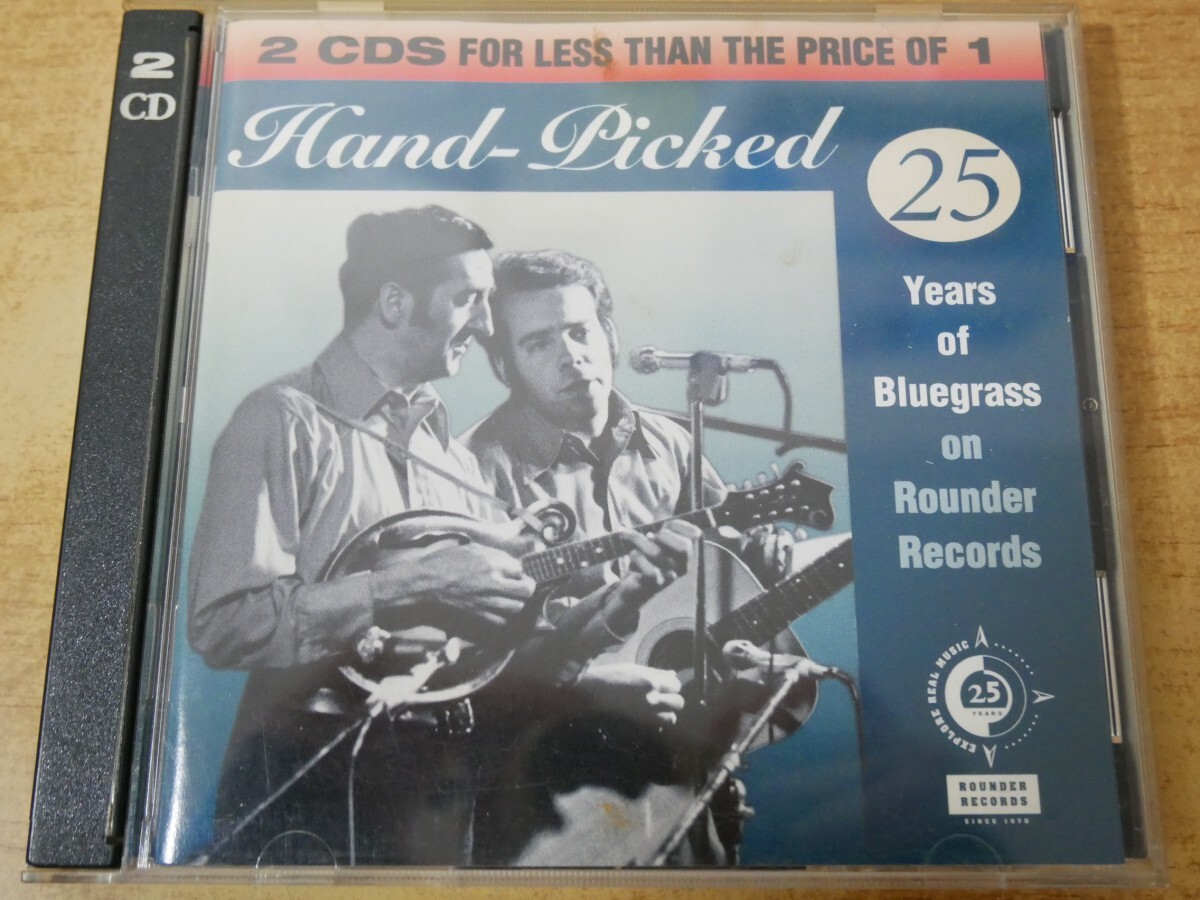 2
CD
2 CDS FOR LESS THAN THE PRICE OF 1
Hand-Picked
25
Years
of
Bluegrass
on
Rounder
Records
EXPLORE REAL MUSIC
25
YEARS
ROUNDER
RECORDS
SINCE 1970